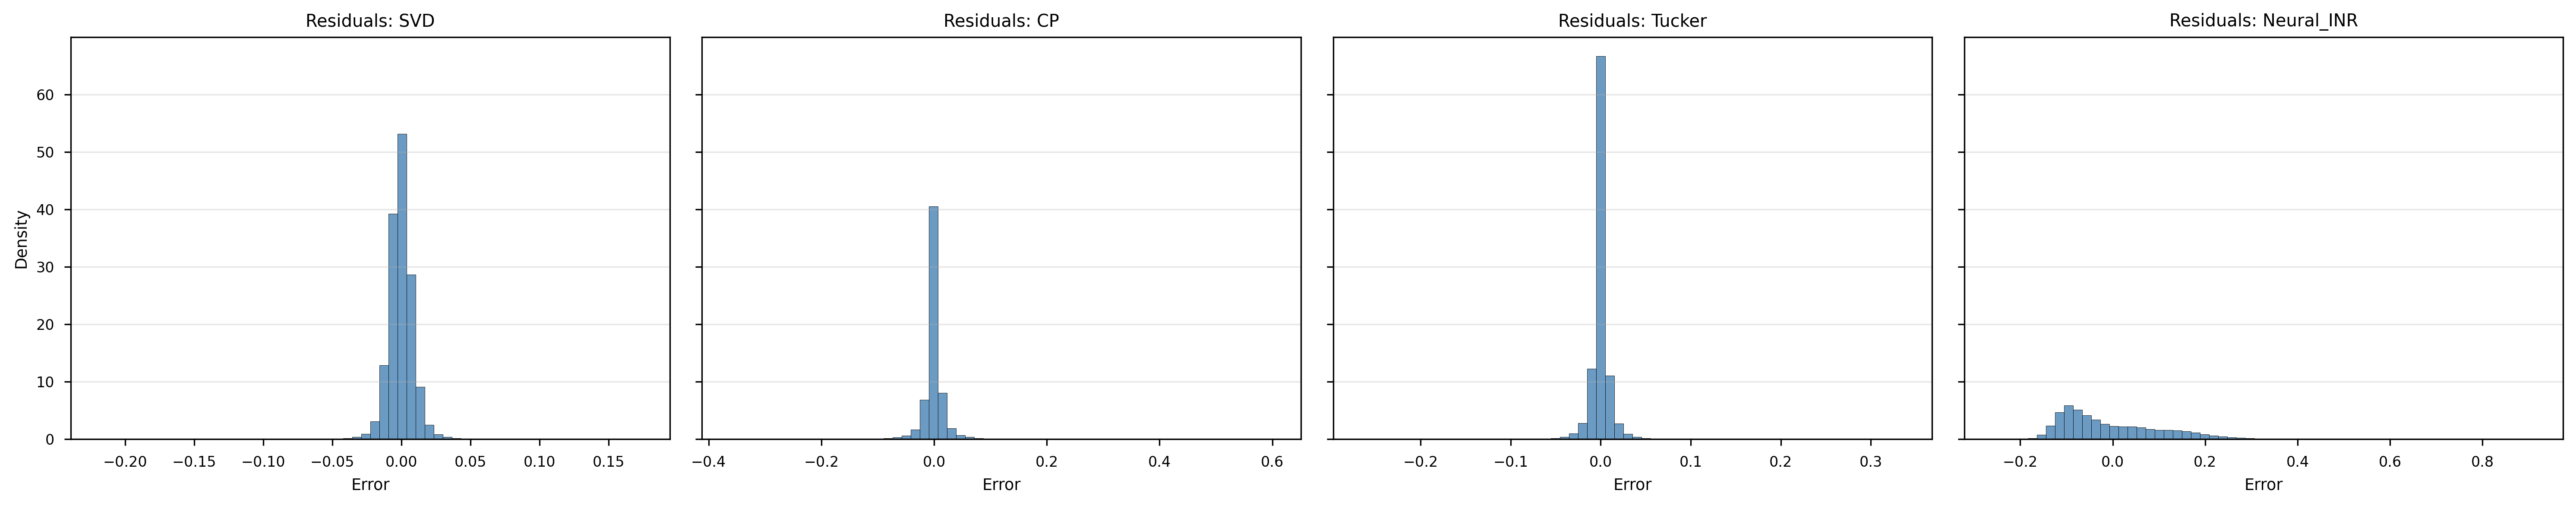 Residuals: SVD
Residuals: CP
Residuals: Tucker
Residuals: Neural_INR
Density
60
50
40
30
20
10
0
−0.20 −0.15 −0.10 −0.05 0.00 0.05 0.10 0.15
−0.4 −0.2 0.0 0.2 0.4 0.6
−0.2 −0.1 0.0 0.1 0.2 0.3
−0.2 0.0 0.2 0.4 0.6 0.8
Error
Error
Error
Error